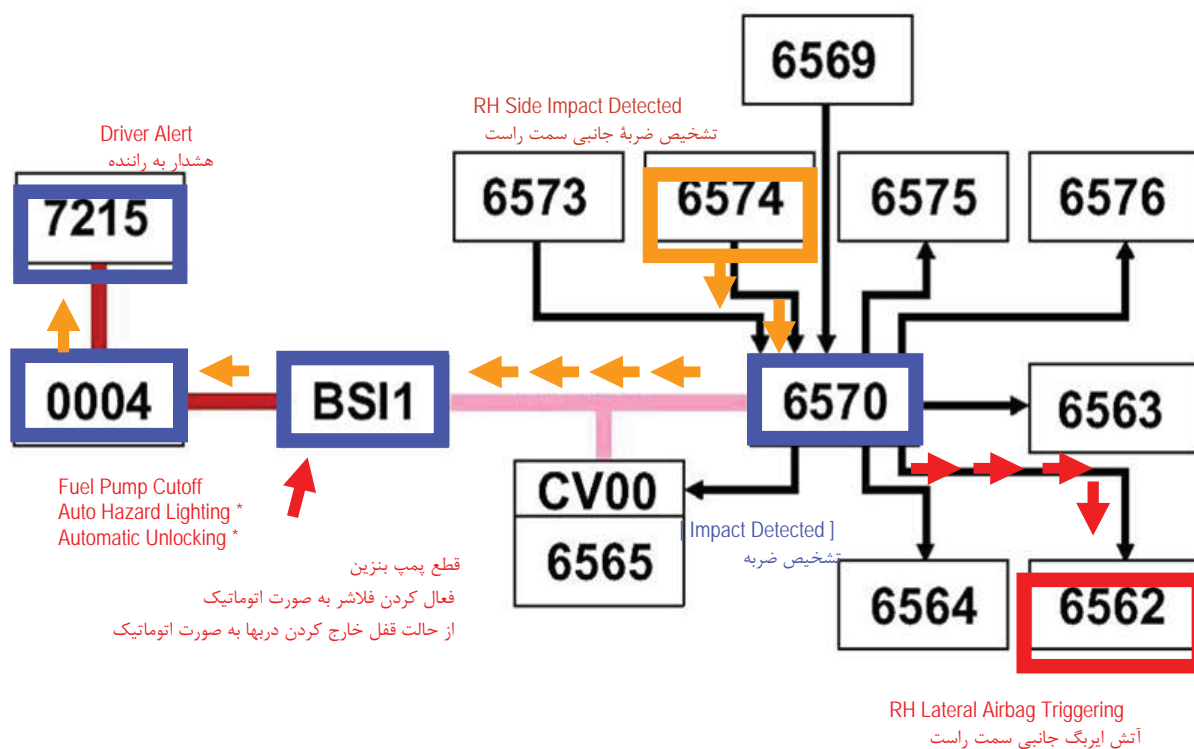 6569
RH Side Impact Detected
تشخیص ضربهٔ جانبی سمت راست
Driver Alert
هشدار به راننده
7215
6573
6574
6575
6576
0004
BSI1
6570
6563
Fuel Pump Cutoff
Auto Hazard Lighting *
Automatic Unlocking *
CV00
6565
[ Impact Detected ]
تشخیص ضربه
قطع پمپ بنزین
فعال کردن فلاشر به صورت اتوماتیک
از حالت قفل خارج کردن دربها به صورت اتوماتیک
6564
6562
RH Lateral Airbag Triggering
آتش ایربگ جانبی سمت راست